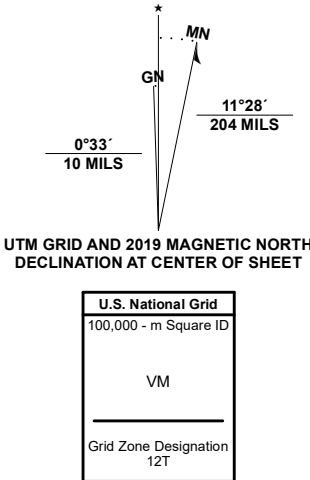 ★
MN
GN
11°28´
204 MILS
0°33´
10 MILS
UTM GRID AND 2019 MAGNETIC NORTH
DECLINATION AT CENTER OF SHEET
U.S. National Grid
100,000 - m Square ID
VM
Grid Zone Designation
12T